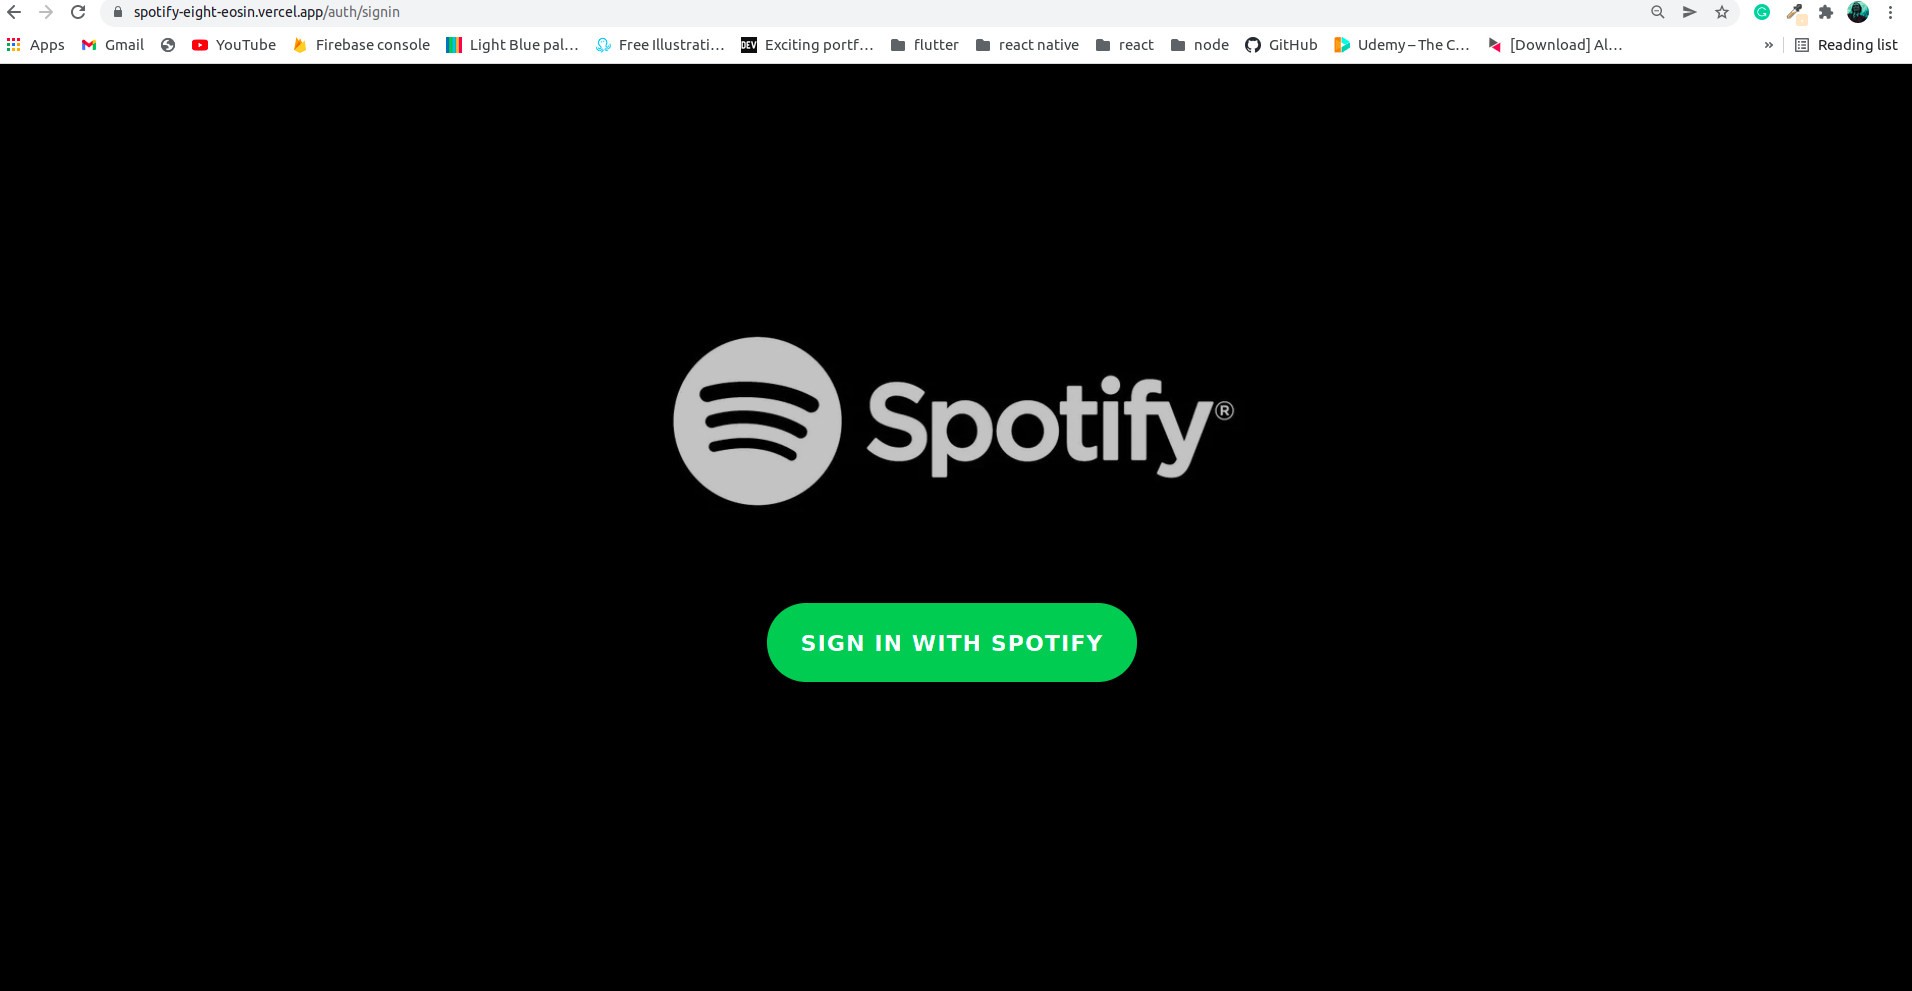 spotify-eight-eosin.vercel.app/auth/signin
Apps Gmail YouTube Firebase console Light Blue pal... Free Illustrati... DEV Exciting portf... flutter react native react node GitHub Udemy – The C... [Download] Al... » Reading list
Spotify®
SIGN IN WITH SPOTIFY